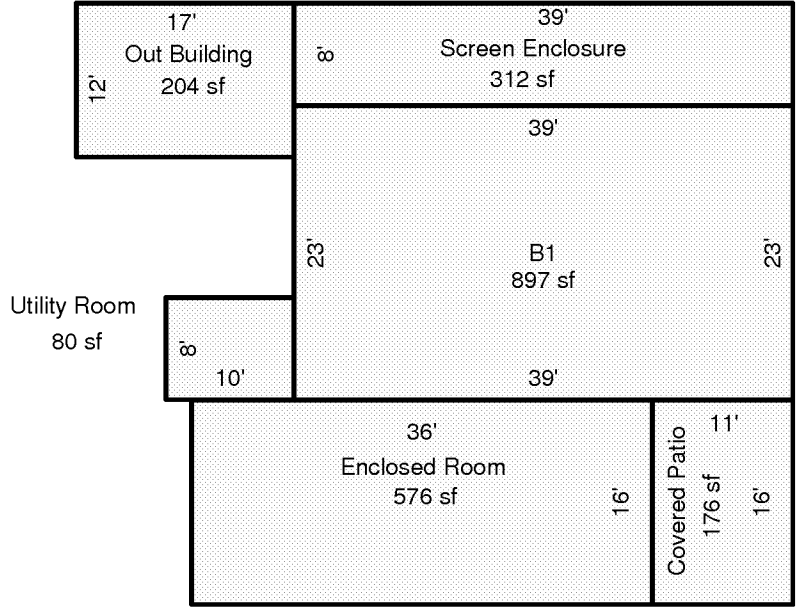 17'
Out Building
204 sf
12'
39'
Screen Enclosure
312 sf
8'
39'
23'
B1
897 sf
23'
39'
Utility Room
80 sf
8'
10'
36'
Enclosed Room
576 sf
16'
11'
Covered Patio
176 sf
16'